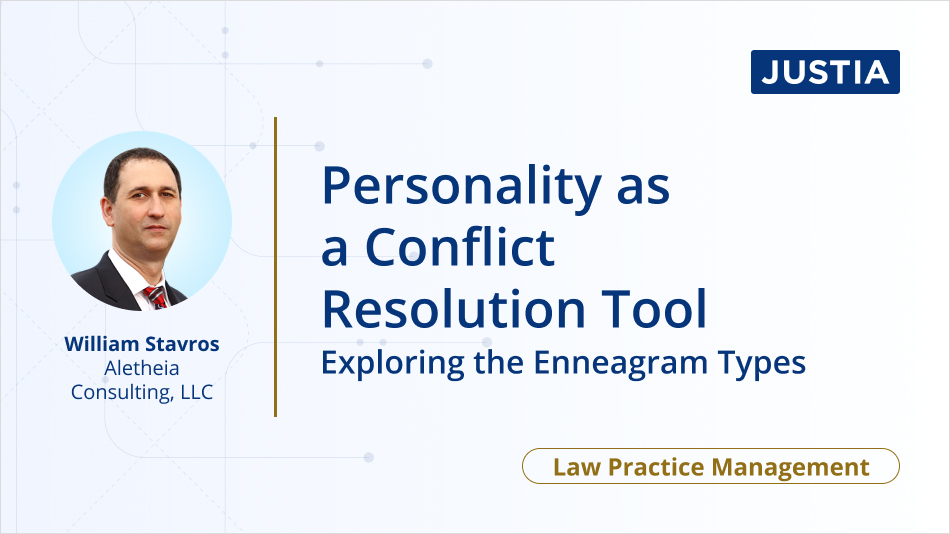 JUSTIA
Personality as
a Conflict
Resolution Tool
Exploring the Enneagram Types
William Stavros
Aletheia
Consulting, LLC
Law Practice Management